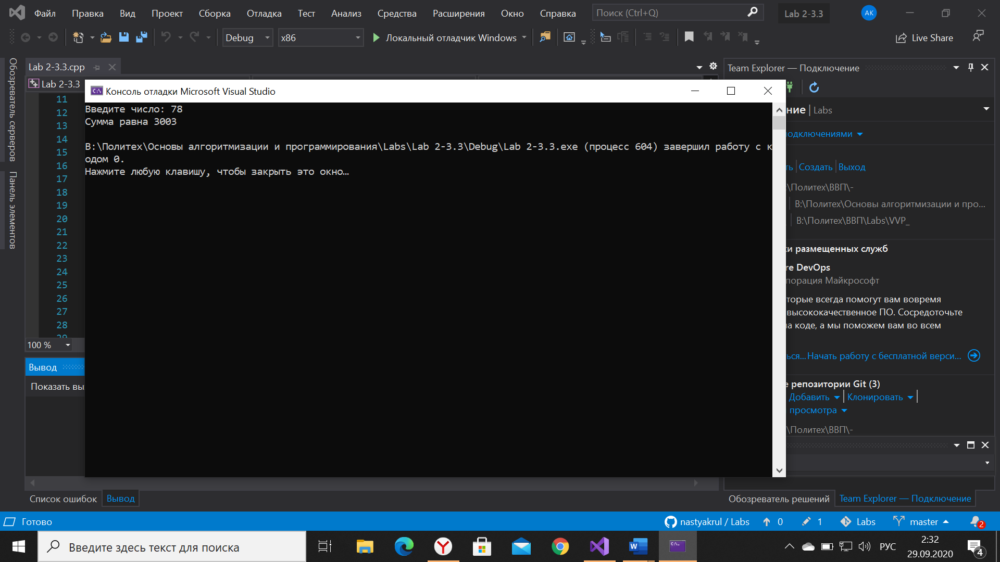 Файл Правка Вид Проект Сборка Отладка Тест Анализ Средства Расширения Окно Справка Поиск (Ctrl+Q) Lab 2-3.3 AK
Debug x86 Локальный отладчик Windows Live Share
Обозреватель серверов
Панель элементов
Lab 2-3.3.cpp
Lab 2-3.3
11
12
13
14
15
16
17
18
19
20
21
22
23
24
25
26
27
28
29
100 %
Вывод
Показать вы
Консоль отладки Microsoft Visual Studio
Введите число: 78
Сумма равна 3003
B:\Политех\Основы алгоритмизации и программирования\Labs\Lab 2-3.3\Debug\Lab 2-3.3.exe (процесс 604) завершил работу с к
одом 0.
Нажмите любую клавишу, чтобы закрыть это окно…
Team Explorer — Подключение
ние | Labs
одключениями
ть Создать Выход
\Политех\ВВП\-
B:\Политех\Основы алгоритмизации и про...
B:\Политех\ВВП\Labs\VVP_
и размещенных служб
re DevOps
порация Майкрософт
торые всегда помогут вам вовремя
высококачественное ПО. Сосредоточьте
а коде, а мы поможем вам во всем
ься... Начать работу с бесплатной верси...
е репозитории Git (3)
Добавить Клонировать
просмотра
\Политех\ВВП\-
Список ошибок Вывод
Обозреватель решений Team Explorer — Подключение
Готово nastyakrul / Labs 0 1 Labs master 2
Введите здесь текст для поиска
РУС 2:32
29.09.2020 4